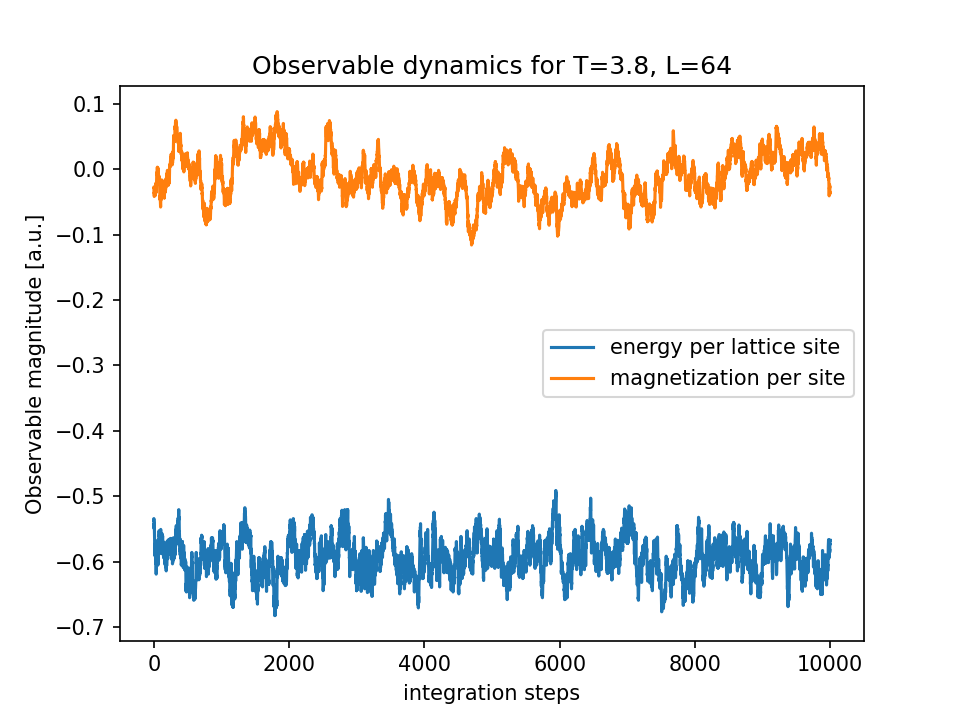 Observable dynamics for T=3.8, L=64
Observable magnitude [a.u.]
0.1
0.0
−0.1
−0.2
−0.3
−0.4
−0.5
−0.6
−0.7
energy per lattice site
magnetization per site
0 2000 4000 6000 8000 10000
integration steps